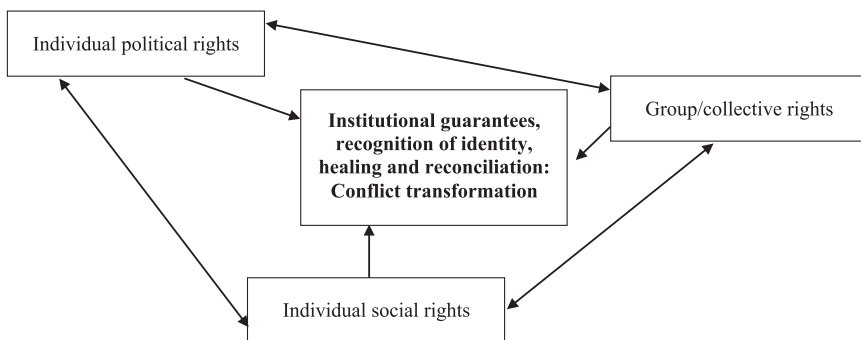 Individual political rights
Institutional guarantees,
recognition of identity,
healing and reconciliation:
Conflict transformation
Group/collective rights
Individual social rights